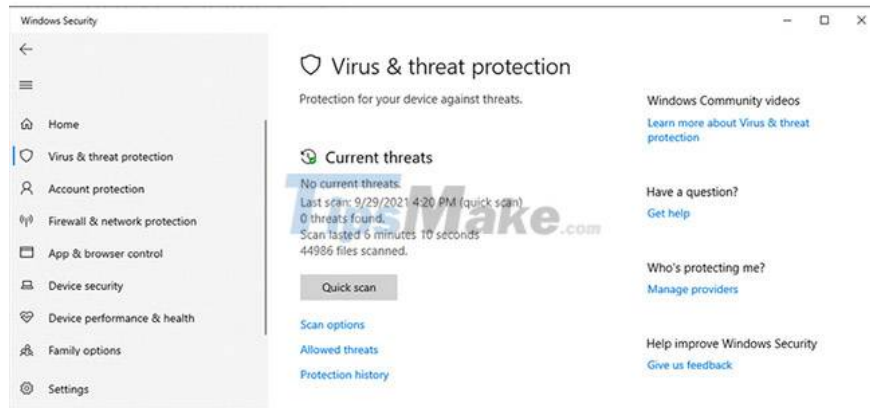 Windows Security
Home
Virus & threat protection
Account protection
Firewall & network protection
App & browser control
Device security
Device performance & health
Family options
Settings
Virus & threat protection
Protection for your device against threats.
Current threats
No current threats.
Last scan: 9/29/2021 4:20 PM (quick scan)
0 threats found.
Scan lasted 6 minutes 10 seconds
44986 files scanned.
TipsMake.com
Quick scan
Scan options
Allowed threats
Protection history
Windows Community videos
Learn more about Virus & threat
protection
Have a question?
Get help
Who's protecting me?
Manage providers
Help improve Windows Security
Give us feedback